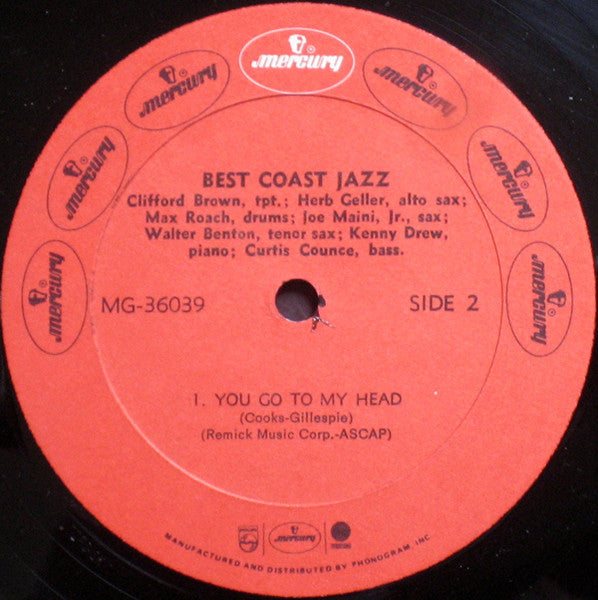 mercury
mercury
mercury
mercury
mercury
mercury
mercury
BEST COAST JAZZ
Clifford Brown, tpt.; Herb Geller, alto sax;
Max Roach, drums; Joe Maini, Jr., sax;
Walter Benton, tenor sax; Kenny Drew,
piano; Curtis Counce, bass.
MG-36039
SIDE 2
1. YOU GO TO MY HEAD
(Cooks-Gillespie)
(Remick Music Corp.-ASCAP)
PHILIPS
mercury
MANUFACTURED AND DISTRIBUTED BY PHONOGRAM, INC